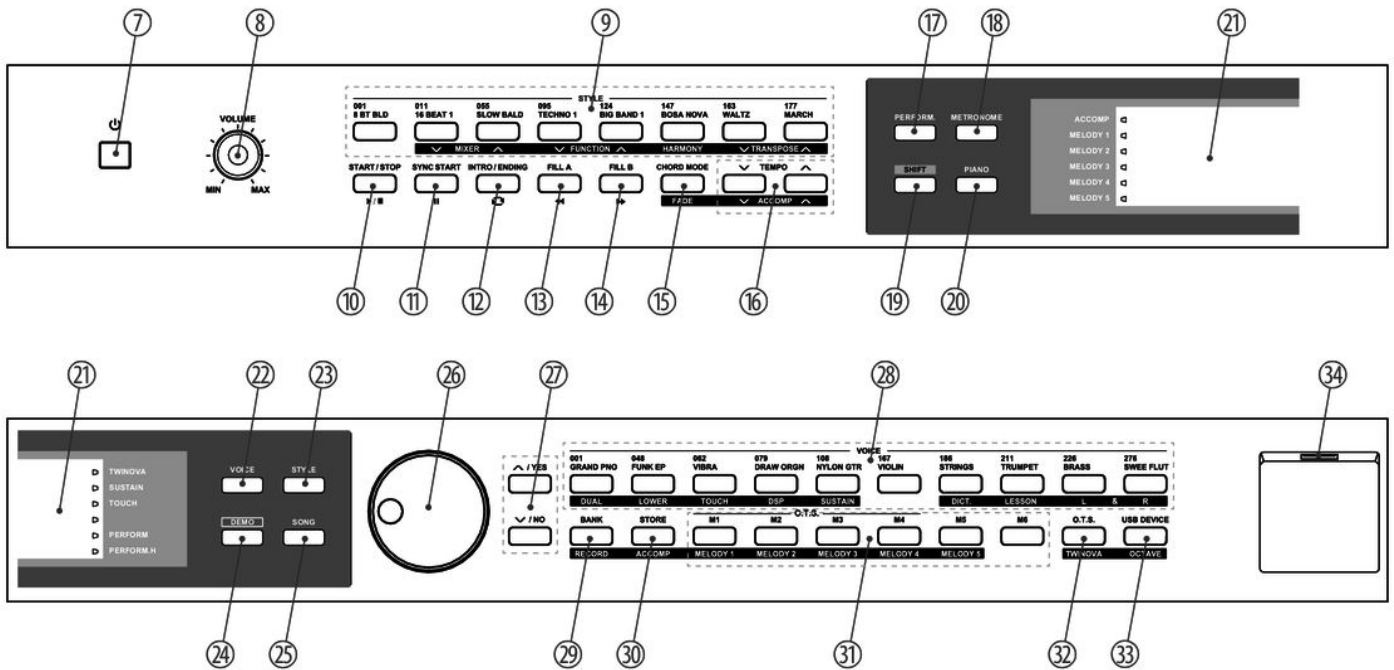 ⑦ ⑧ ⑨ ⑰ ⑱ ㉑
STYLE
001 011 055 095 124 147 163 177
8 BT BLD 16 BEAT 1 SLOW BALD TECHNO 1 BIG BAND 1 BOSA NOVA WALTZ MARCH
VOLUME
MIN MAX
MIXER FUNCTION HARMONY TRANSPOSE
START / STOP SYNC START INTRO / ENDING FILL A FILL B CHORD MODE TEMPO
FADE ACCOMP
PERFORM. METRONOME
SHIFT PIANO
ACCOMP
MELODY 1
MELODY 2
MELODY 3
MELODY 4
MELODY 5
⑩ ⑪ ⑫ ⑬ ⑭ ⑮ ⑯ ⑲ ⑳
㉑ ㉒ ㉓ ㉖ ㉗ ㉘ ㉞
TWINOVA
SUSTAIN
TOUCH
PERFORM
PERFORM.H
VOICE STYLE
DEMO SONG
/ YES
/ NO
VOICE
001 048 062 079 108 167 186 211 226 276
GRAND PNO FUNK EP VIBRA DRAW ORGN NYLON GTR VIOLIN STRINGS TRUMPET BRASS SWEE FLUT
DUAL LOWER TOUCH DSP SUSTAIN DICT. LESSON L & R
O.T.S.
BANK STORE M1 M2 M3 M4 M5 M6 O.T.S. USB DEVICE
RECORD ACCOMP MELODY 1 MELODY 2 MELODY 3 MELODY 4 MELODY 5 TWINOVA OCTAVE
㉔ ㉕ ㉙ ㉚ ㉛ ㉜ ㉝